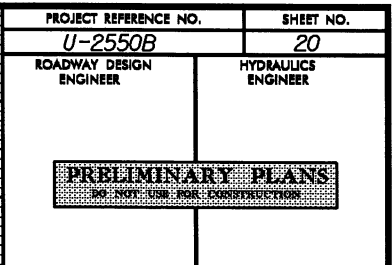 PROJECT REFERENCE NO. SHEET NO.
U-2550B 20
ROADWAY DESIGN ENGINEER
HYDRAULICS ENGINEER
PRELIMINARY PLANS
DO NOT USE FOR CONSTRUCTION